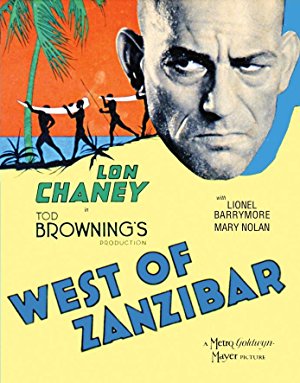 LON
CHANEY
in
TOD
BROWNING'S
PRODUCTION
with
LIONEL
BARRYMORE
MARY NOLAN
WEST OF
ZANZIBAR
A Metro Goldwyn-
Mayer PICTURE